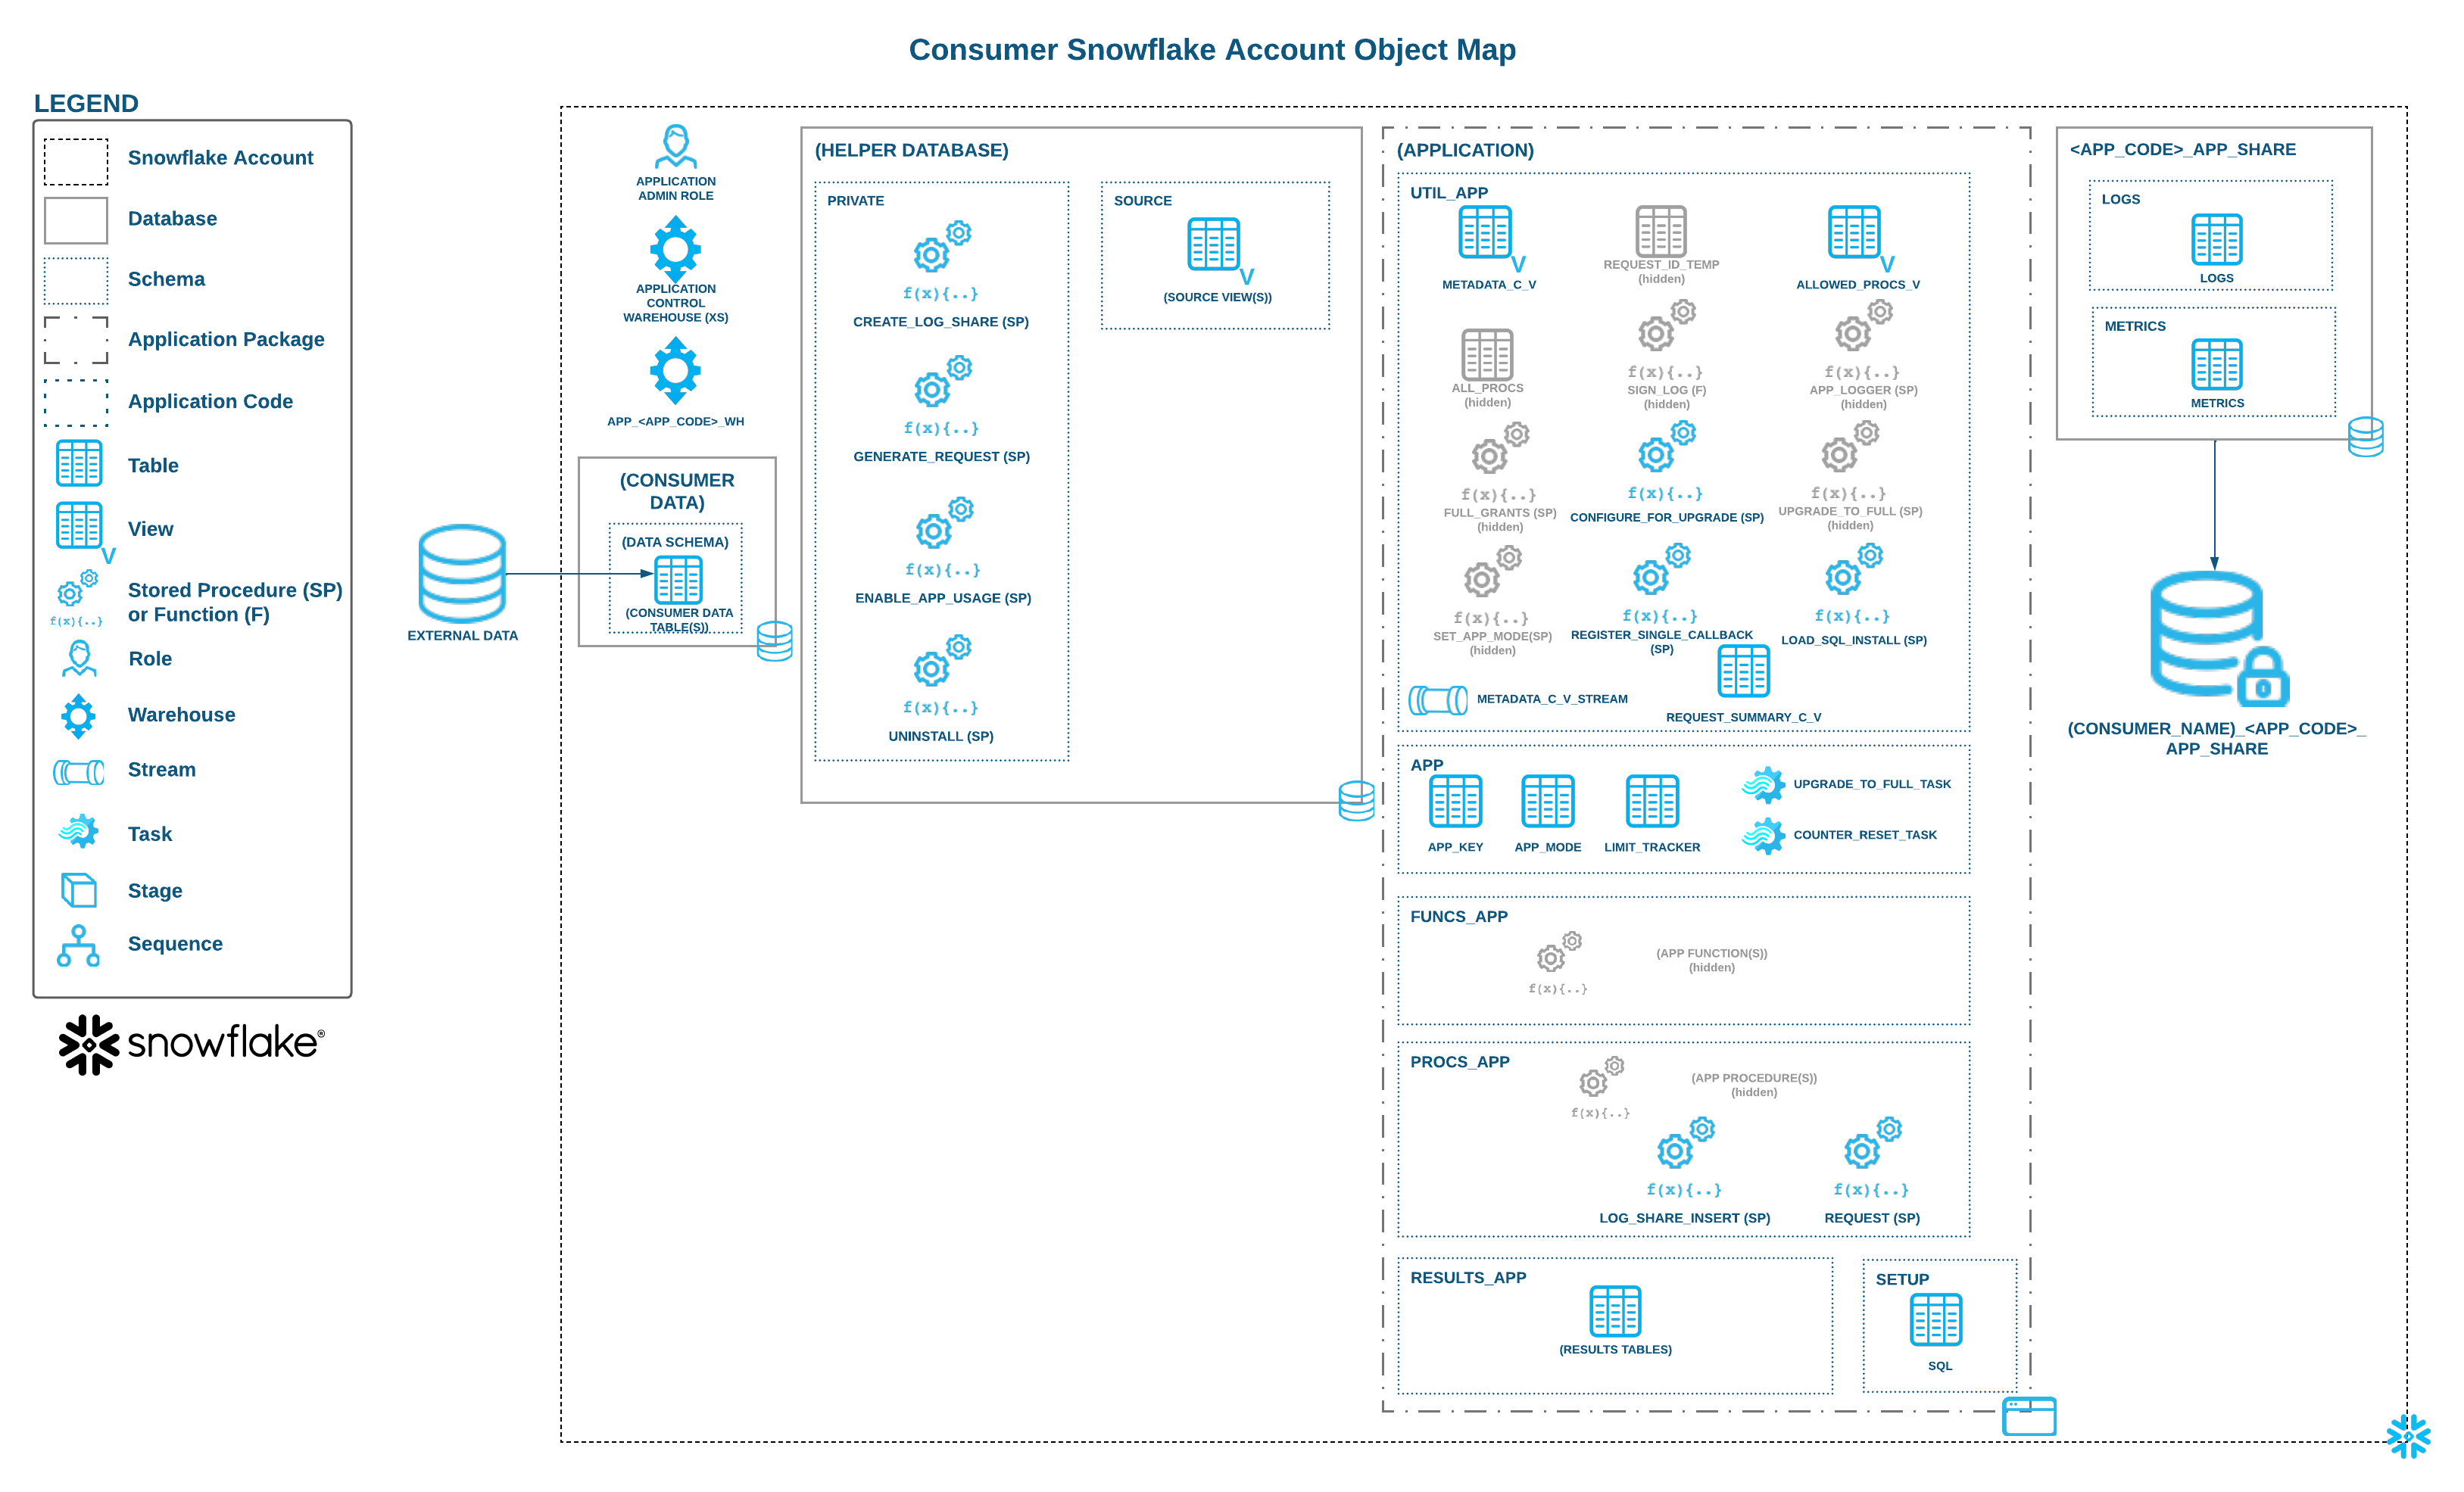 Consumer Snowflake Account Object Map
LEGEND
Snowflake Account
Database
Schema
Application Package
Application Code
Table
V
View
f(x){..}
Stored Procedure (SP)
or Function (F)
Role
Warehouse
Stream
Task
Stage
Sequence
snowflake®
EXTERNAL DATA
APPLICATION
ADMIN ROLE
APPLICATION
CONTROL
WAREHOUSE (XS)
APP_<APP_CODE>_WH
(CONSUMER
DATA)
(DATA SCHEMA)
(CONSUMER DATA
TABLE(S))
(HELPER DATABASE)
PRIVATE
f(x){..}
CREATE_LOG_SHARE (SP)
f(x){..}
GENERATE_REQUEST (SP)
f(x){..}
ENABLE_APP_USAGE (SP)
f(x){..}
UNINSTALL (SP)
SOURCE
V
(SOURCE VIEW(S))
(APPLICATION)
UTIL_APP
V
METADATA_C_V
REQUEST_ID_TEMP
(hidden)
V
ALLOWED_PROCS_V
ALL_PROCS
(hidden)
f(x){..}
SIGN_LOG (F)
(hidden)
f(x){..}
APP_LOGGER (SP)
(hidden)
f(x){..}
FULL_GRANTS (SP)
(hidden)
f(x){..}
CONFIGURE_FOR_UPGRADE (SP)
f(x){..}
UPGRADE_TO_FULL (SP)
(hidden)
f(x){..}
SET_APP_MODE(SP)
(hidden)
f(x){..}
REGISTER_SINGLE_CALLBACK
(SP)
f(x){..}
LOAD_SQL_INSTALL (SP)
METADATA_C_V_STREAM
REQUEST_SUMMARY_C_V
APP
APP_KEY
APP_MODE
LIMIT_TRACKER
UPGRADE_TO_FULL_TASK
COUNTER_RESET_TASK
FUNCS_APP
f(x){..}
(APP FUNCTION(S))
(hidden)
PROCS_APP
f(x){..}
(APP PROCEDURE(S))
(hidden)
f(x){..}
LOG_SHARE_INSERT (SP)
f(x){..}
REQUEST (SP)
RESULTS_APP
(RESULTS TABLES)
SETUP
SQL
<APP_CODE>_APP_SHARE
LOGS
LOGS
METRICS
METRICS
(CONSUMER_NAME)_<APP_CODE>_
APP_SHARE